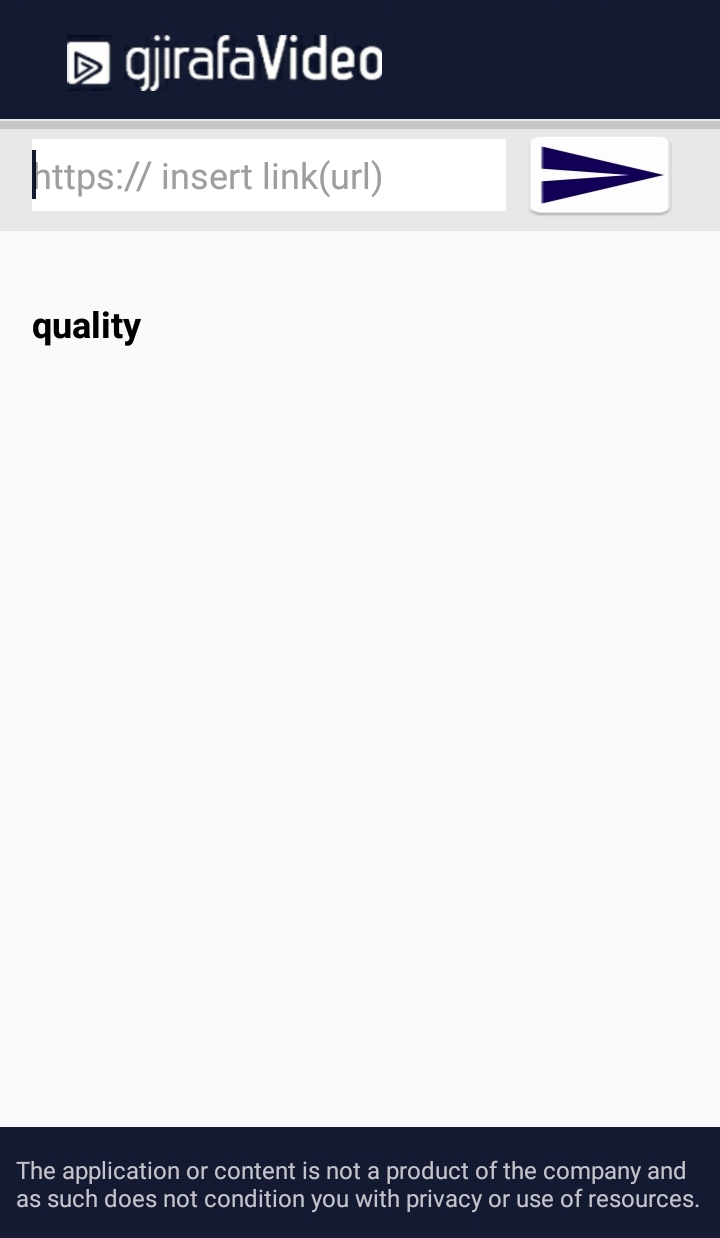 gjirafaVideo
https:// insert link(url)
quality
The application or content is not a product of the company and
as such does not condition you with privacy or use of resources.